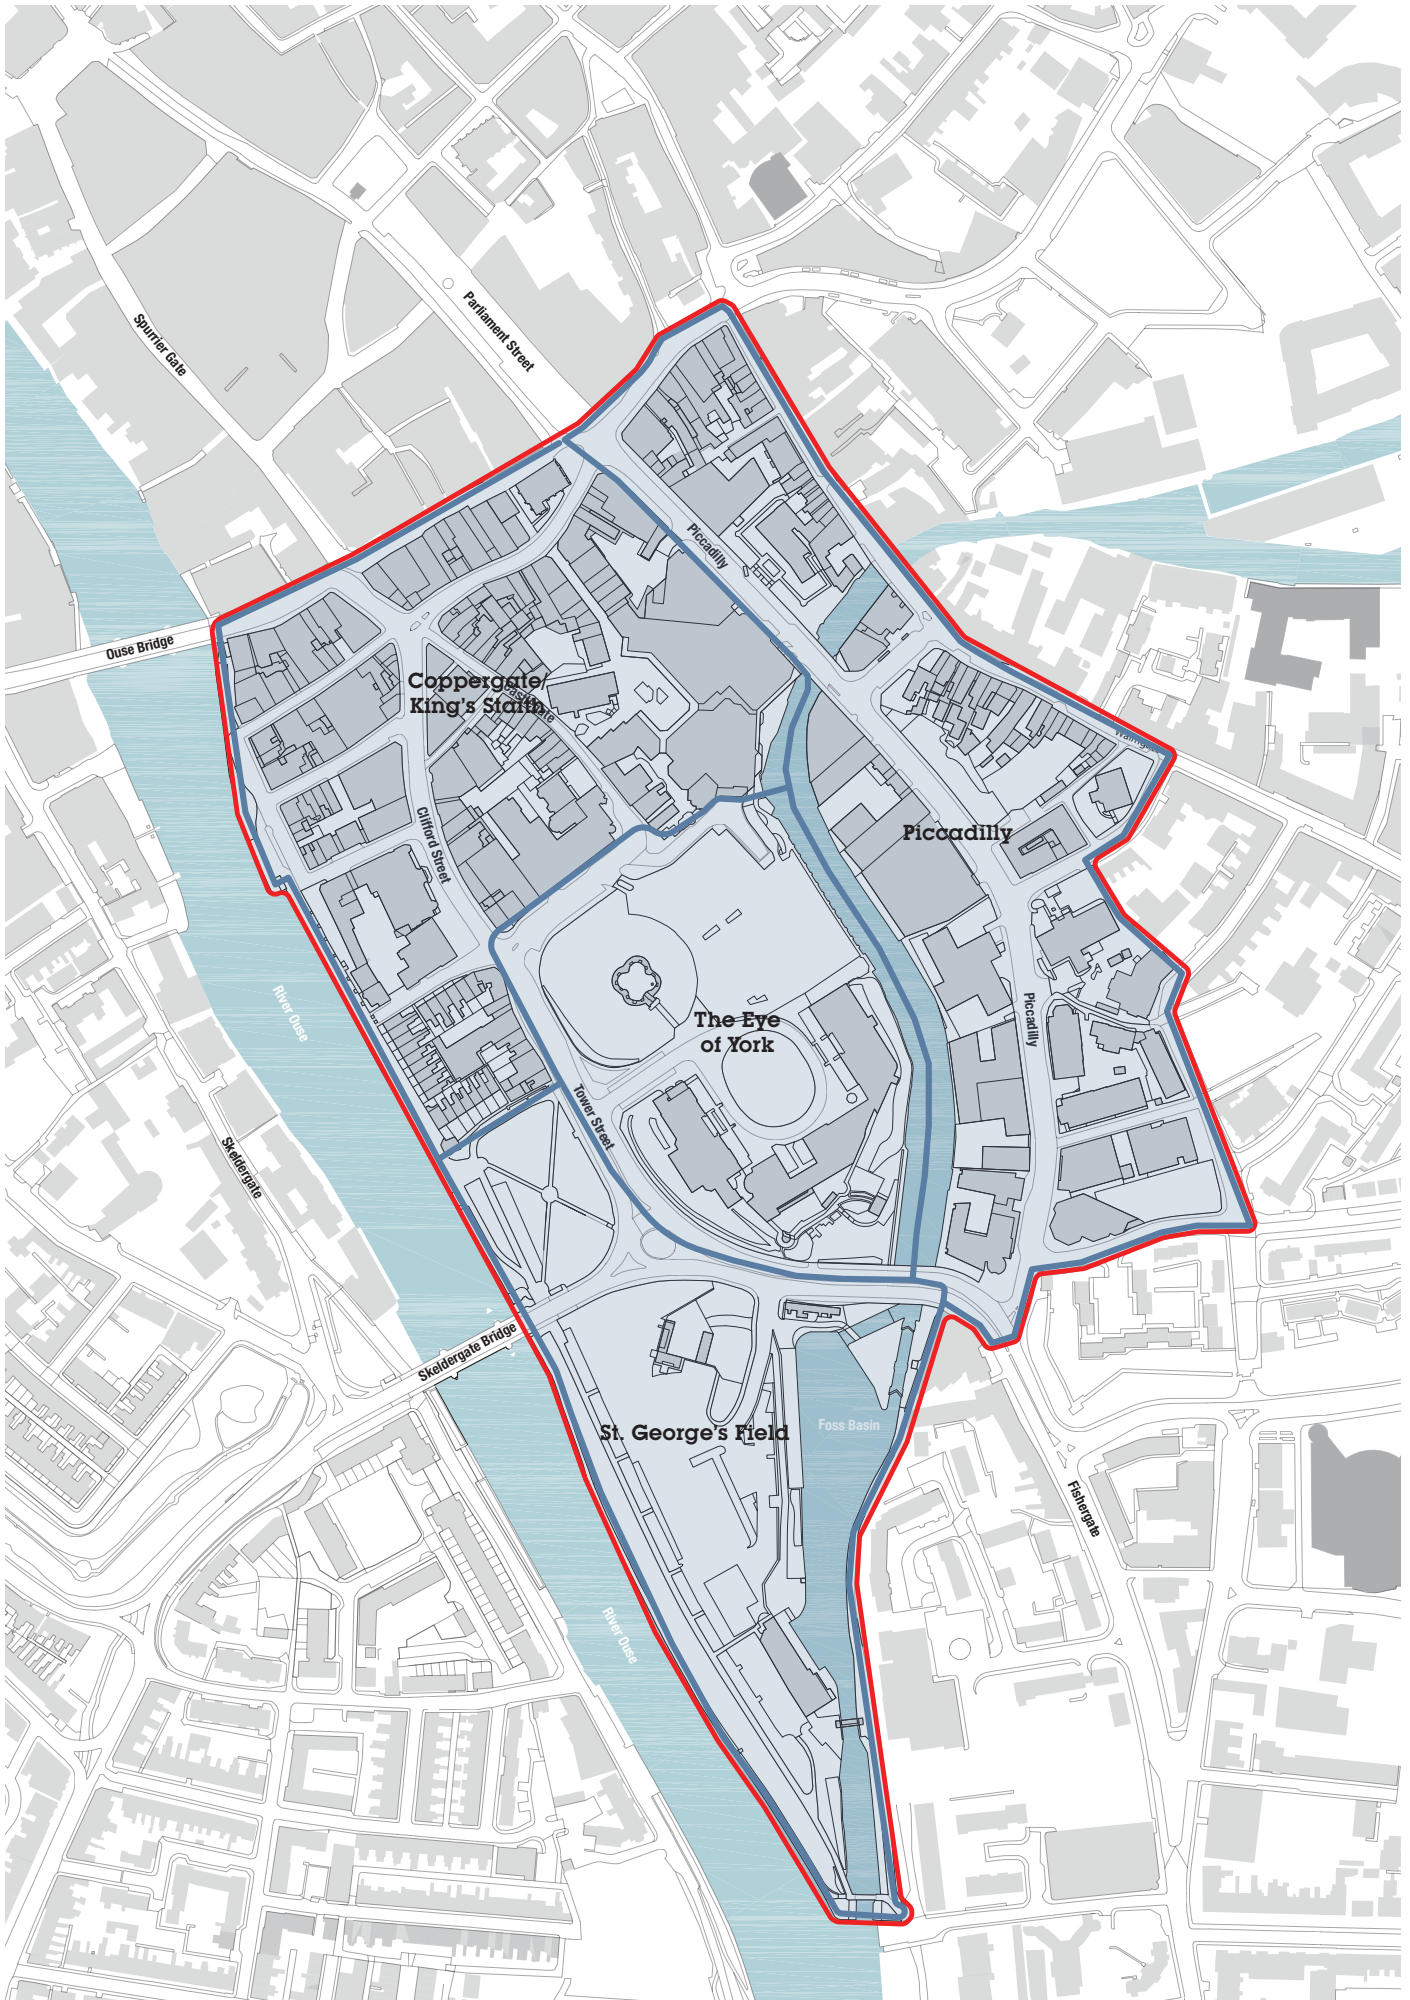 Spurrier Gate
Parliament Street
Piccadilly
Ouse Bridge
Coppergate/
King's Staith
Clifford Street
Piccadilly
River Ouse
The Eye
of York
Piccadilly
Tower Street
Skeldergate
Skeldergate Bridge
St. George's Field
Foss Basin
Fishergate
River Ouse